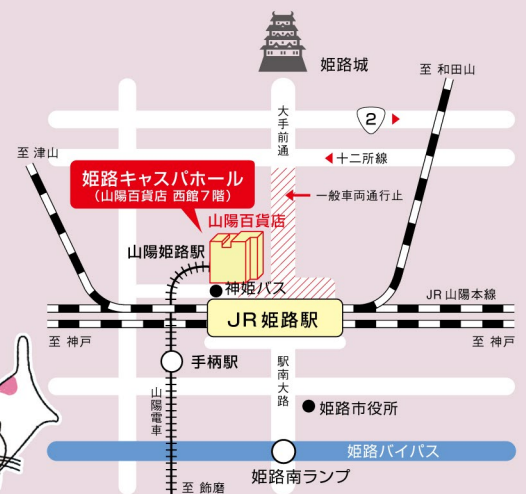 姫路城
至 和田山
大手前通
2
至 津山
十二所線
姫路キャスパホール
(山陽百貨店 西館7階)
一般車両通行止
山陽百貨店
山陽姫路駅
神姫バス
JR山陽本線
JR姫路駅
至 神戸
至 神戸
手柄駅
駅南大路
山陽電車
姫路市役所
姫路バイパス
姫路南ランプ
至 飾磨